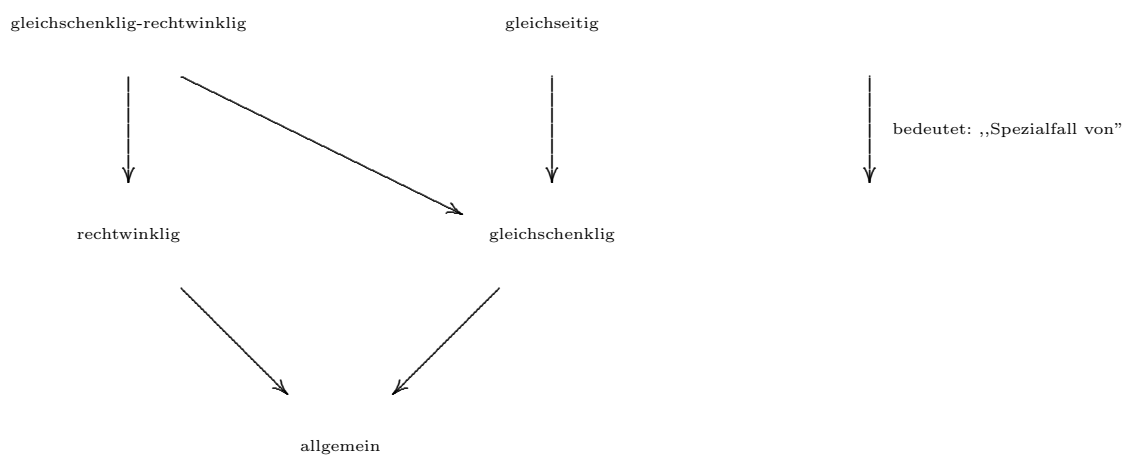 gleichschenklig-rechtwinklig
gleichseitig
bedeutet: ,,Spezialfall von”
rechtwinklig
gleichschenklig
allgemein